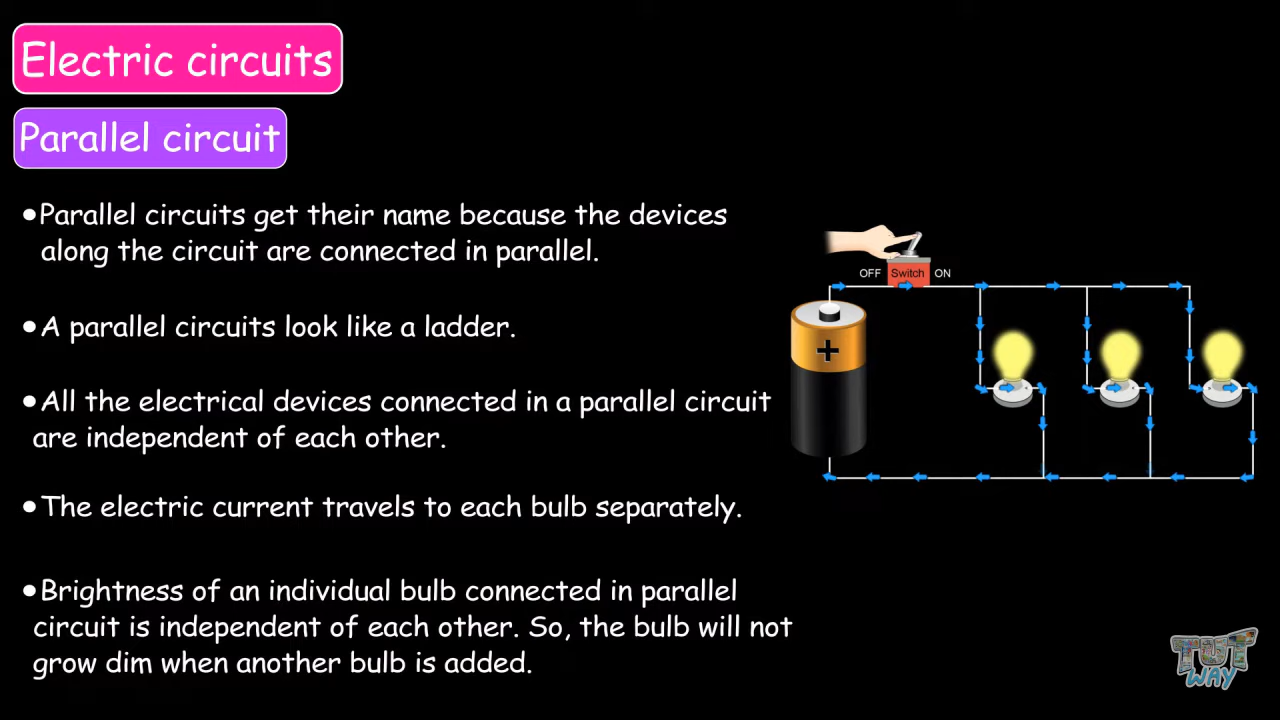 Electric circuits
Parallel circuit
●Parallel circuits get their name because the devices
along the circuit are connected in parallel.
●A parallel circuits look like a ladder.
●All the electrical devices connected in a parallel circuit
are independent of each other.
●The electric current travels to each bulb separately.
●Brightness of an individual bulb connected in parallel
circuit is independent of each other. So, the bulb will not
grow dim when another bulb is added.
OFF Switch ON
+
TUT
WAY